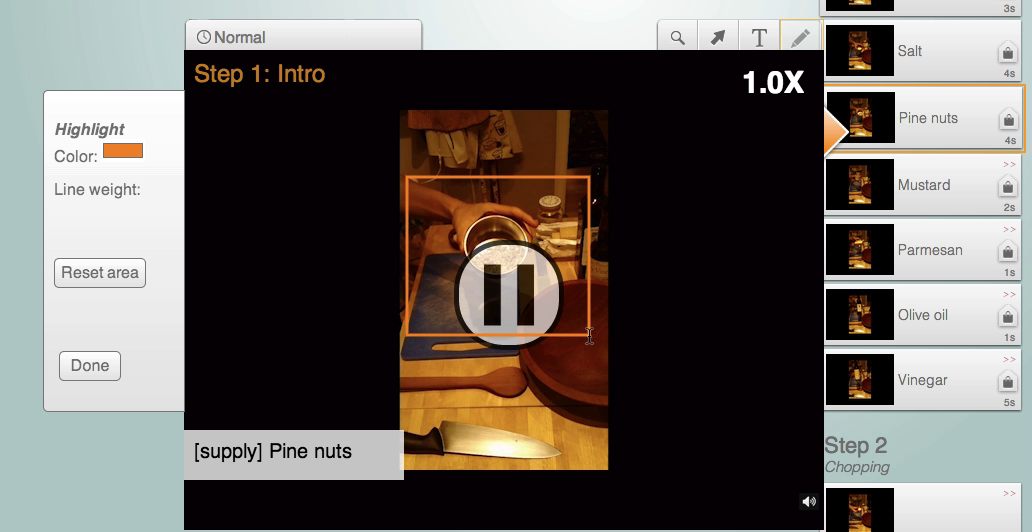 3s
Normal
T
Salt
4s
Step 1: Intro
1.0X
Pine nuts
4s
Highlight
Color:
Line weight:
>>
Mustard
2s
>>
Parmesan
1s
Reset area
>>
Olive oil
1s
Done
>>
Vinegar
5s
[supply] Pine nuts
Step 2
Chopping
>>